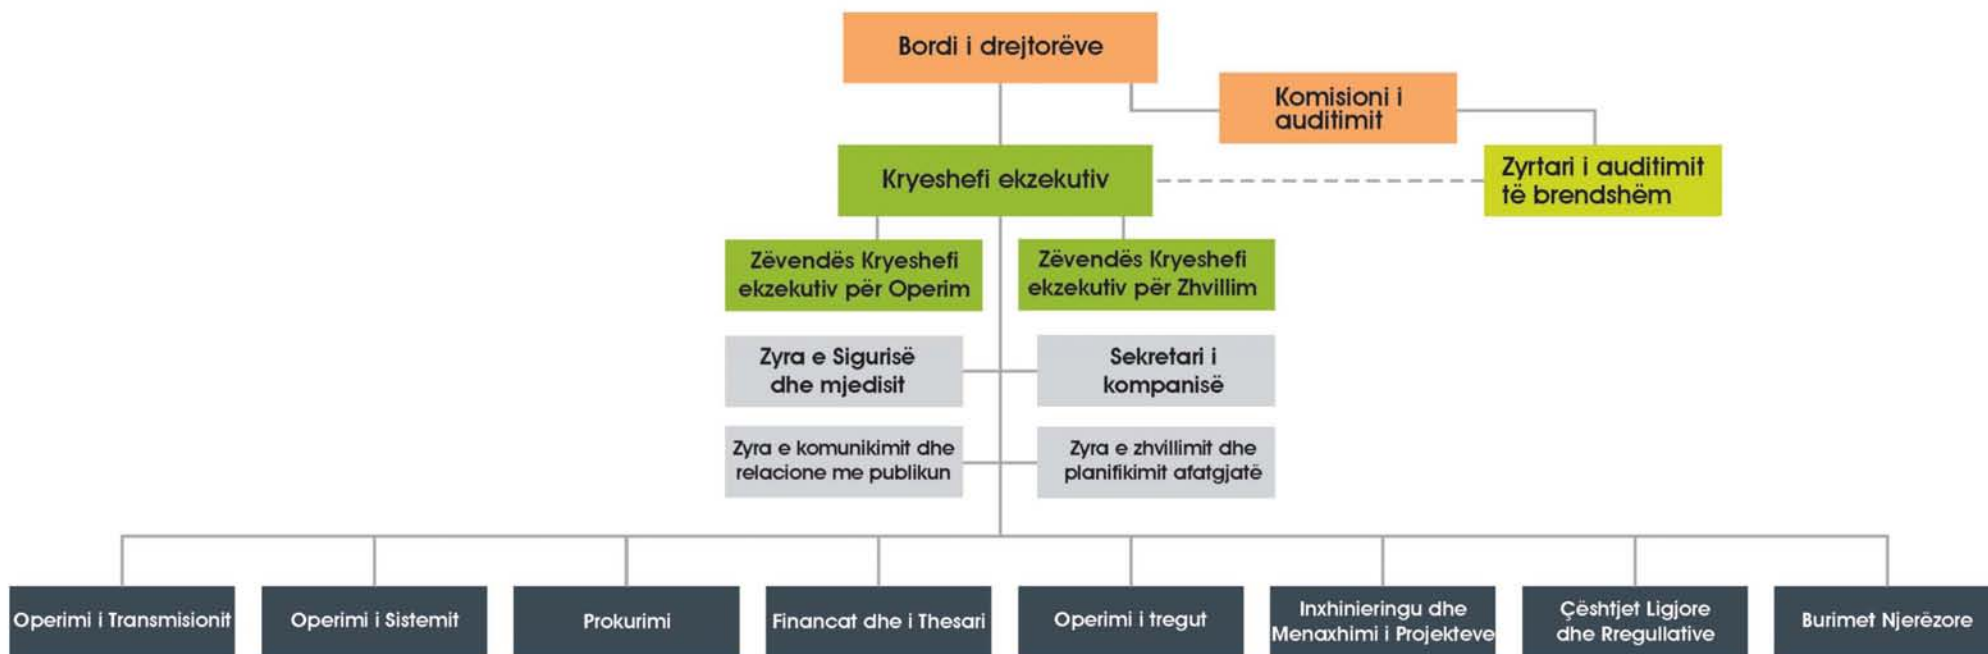 Bordi i drejtorëve
Komisioni i
auditimit
Kryeshefi ekzekutiv
Zyrtari i auditimit
të brendshëm
Zëvendës Kryeshefi
ekzekutiv për Operim
Zëvendës Kryeshefi
ekzekutiv për Zhvillim
Zyra e Sigurisë
dhe mjedisit
Sekretari i
kompanisë
Zyra e komunikimit dhe
relacione me publikun
Zyra e zhvillimit dhe
planifikimit afatgjatë
Operimi i Transmisionit
Operimi i Sistemit
Prokurimi
Financat dhe i Thesari
Operimi i tregut
Inxhinieringu dhe
Menaxhimi i Projekteve
Çështjet Ligjore
dhe Rregullative
Burimet Njerëzore